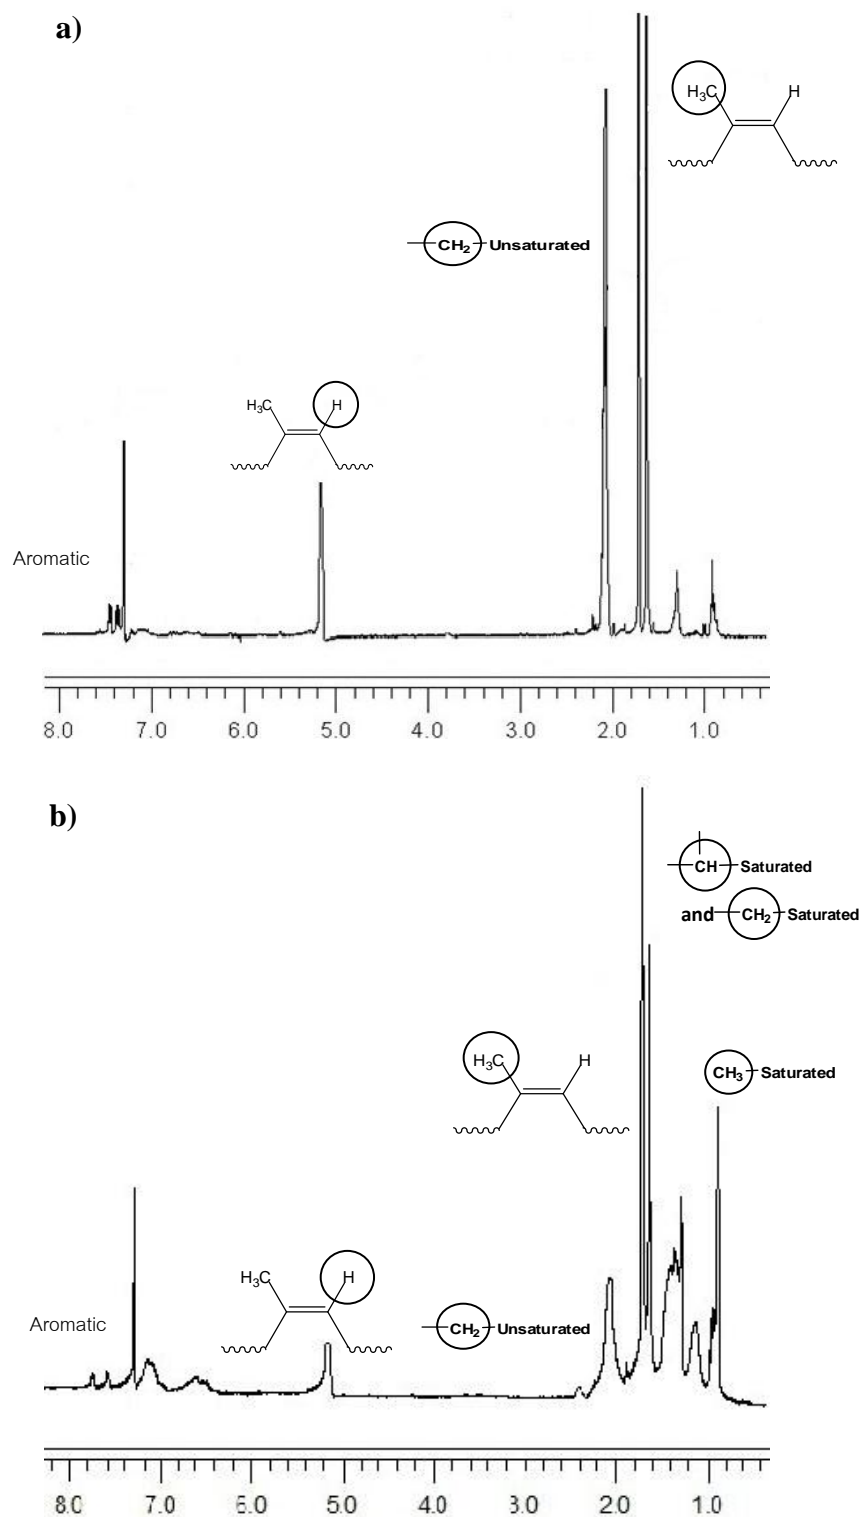 a)
H₃C H
CH₂ Unsaturated
H₃C H
Aromatic
8.0 7.0 6.0 5.0 4.0 3.0 2.0 1.0
b)
CH Saturated
and CH₂ Saturated
H₃C H
CH₃ Saturated
H₃C H
Aromatic
CH₂ Unsaturated
8.0 7.0 6.0 5.0 4.0 3.0 2.0 1.0